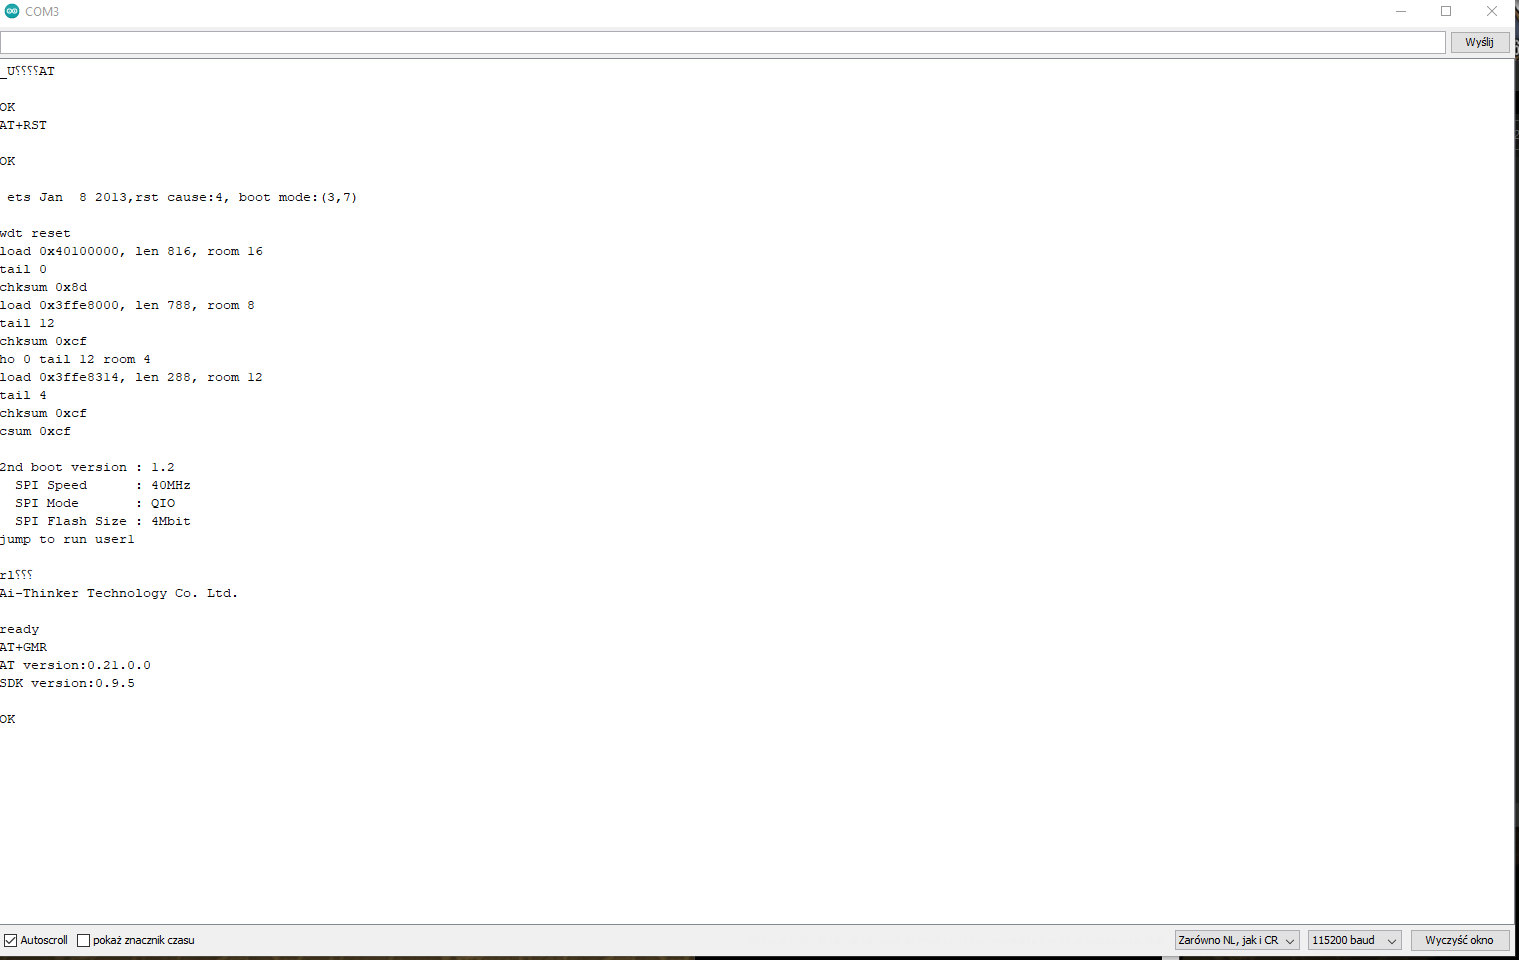 COM3
Wyślij
_U⸮⸮⸮⸮AT
OK
AT+RST
OK
ets Jan  8 2013,rst cause:4, boot mode:(3,7)
wdt reset
load 0x40100000, len 816, room 16
tail 0
chksum 0x8d
load 0x3ffe8000, len 788, room 8
tail 12
chksum 0xcf
ho 0 tail 12 room 4
load 0x3ffe8314, len 288, room 12
tail 4
chksum 0xcf
csum 0xcf
2nd boot version : 1.2
SPI Speed      : 40MHz
SPI Mode       : QIO
SPI Flash Size : 4Mbit
jump to run user1
rl⸮⸮⸮
Ai-Thinker Technology Co. Ltd.
ready
AT+GMR
AT version:0.21.0.0
SDK version:0.9.5
OK
Autoscroll pokaż znacznik czasu Zarówno NL, jak i CR 115200 baud Wyczyść okno